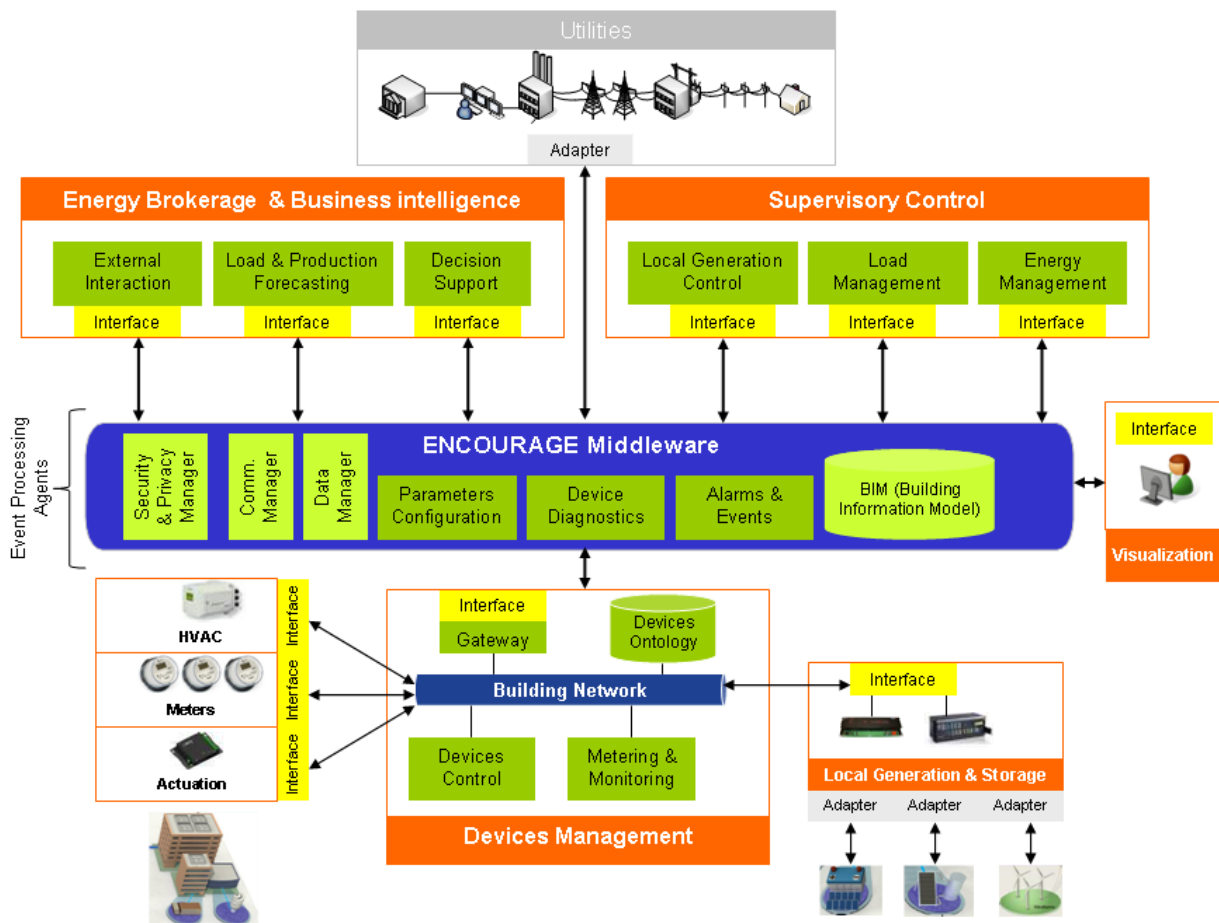 Utilities
Adapter
Energy Brokerage & Business intelligence
External
Interaction
Interface
Load & Production
Forecasting
Interface
Decision
Support
Interface
Supervisory Control
Local Generation
Control
Interface
Load
Management
Interface
Energy
Management
Interface
Event Processing
Agents
ENCOURAGE Middleware
Security
& Privacy
Manager
Comm.
Manager
Data
Manager
Parameters
Configuration
Device
Diagnostics
Alarms &
Events
BIM (Building
Information Model)
Interface
Visualization
HVAC
Interface
Meters
Interface
Actuation
Interface
Interface
Gateway
Devices
Ontology
Building Network
Devices
Control
Metering &
Monitoring
Devices Management
Interface
Local Generation & Storage
Adapter
Adapter
Adapter